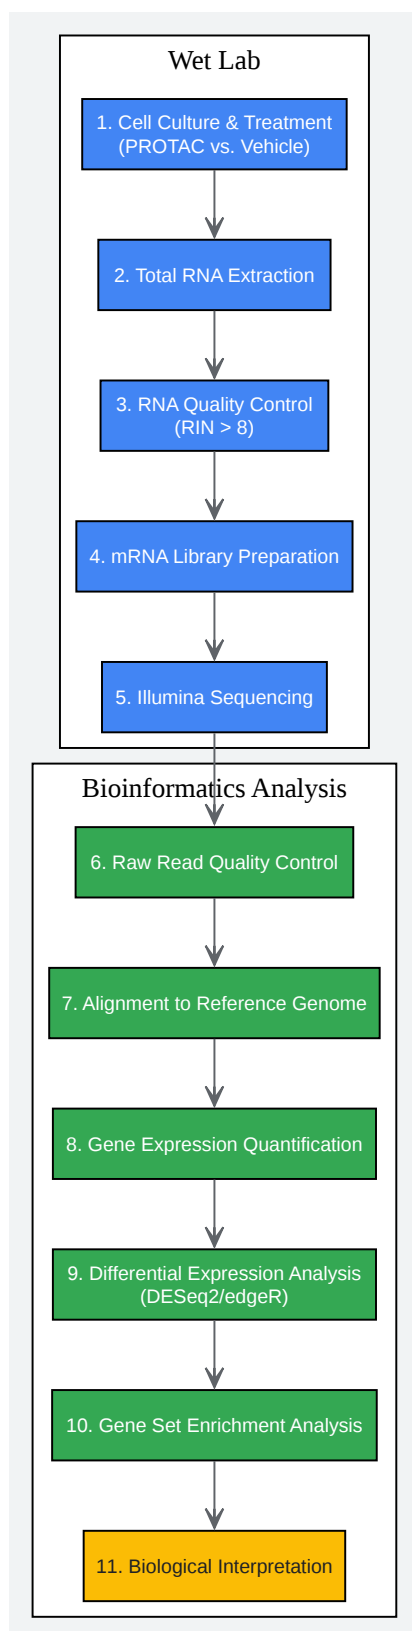 Wet Lab
1. Cell Culture & Treatment
(PROTAC vs. Vehicle)
2. Total RNA Extraction
3. RNA Quality Control
(RIN > 8)
4. mRNA Library Preparation
5. Illumina Sequencing
Bioinformatics Analysis
6. Raw Read Quality Control
7. Alignment to Reference Genome
8. Gene Expression Quantification
9. Differential Expression Analysis
(DESeq2/edgeR)
10. Gene Set Enrichment Analysis
11. Biological Interpretation